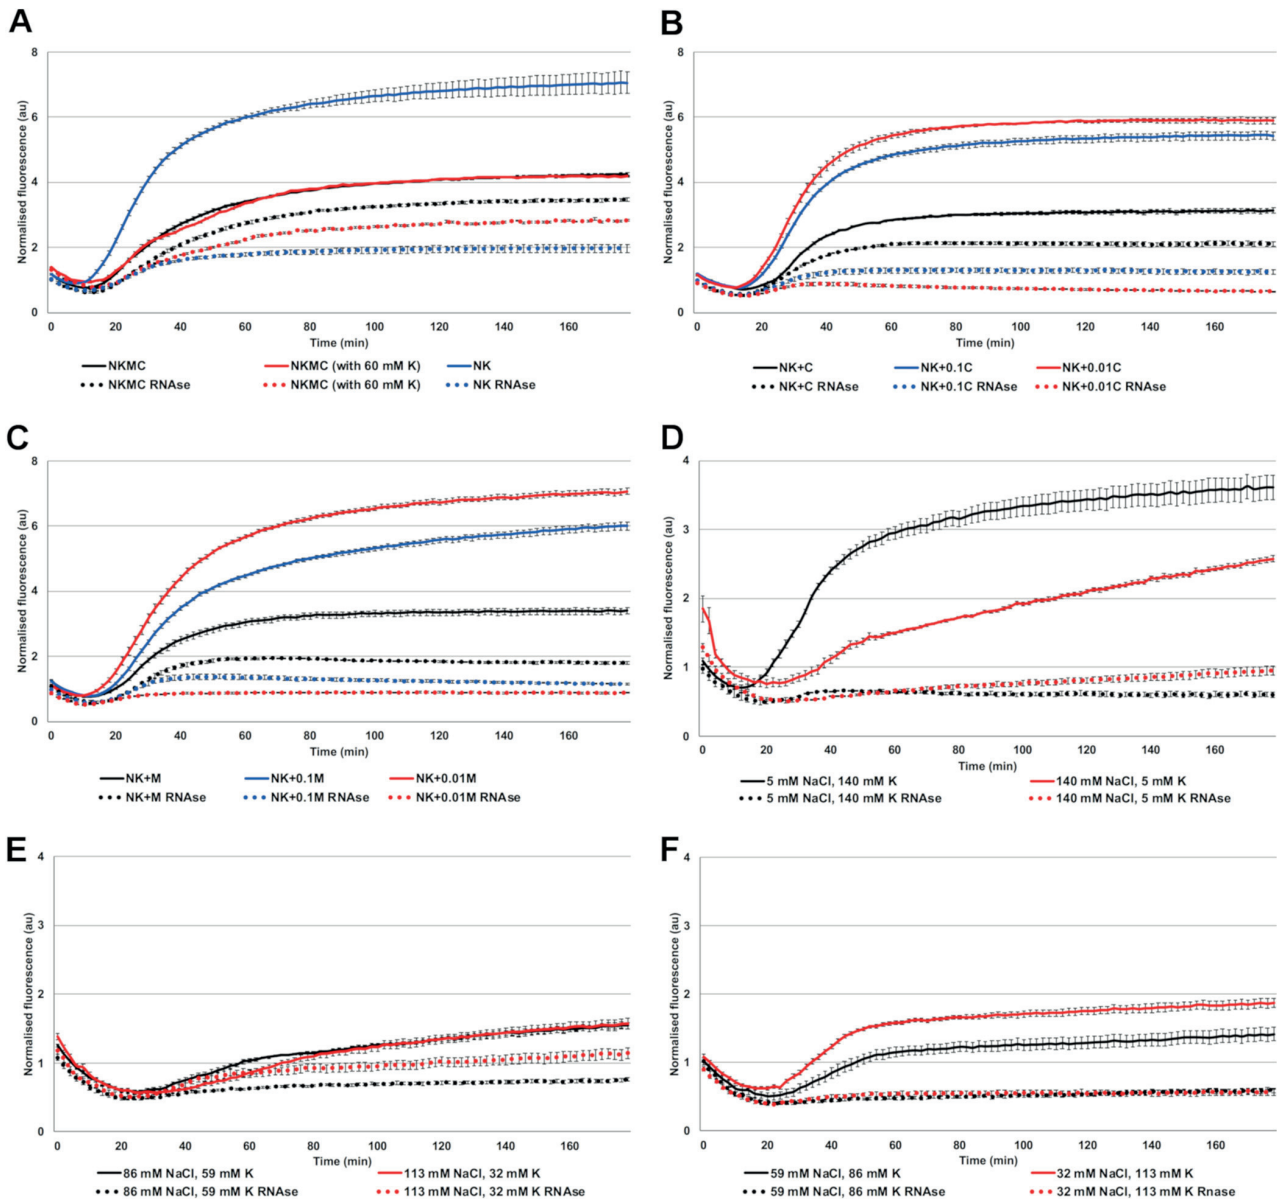 A
Normalised fluorescence (au)
8
6
4
2
0
0 20 40 60 80 100 120 140 160
Time (min)
NKMC NKMC (with 60 mM K) NK
NKMC RNAse NKMC (with 60 mM K) NK RNAse
B
Normalised fluorescence (au)
8
6
4
2
0
0 20 40 60 80 100 120 140 160
Time (min)
NK+C NK+0.1C NK+0.01C
NK+C RNAse NK+0.1C RNAse NK+0.01C RNAse
C
Normalised fluorescence (au)
8
6
4
2
0
0 20 40 60 80 100 120 140 160
Time (min)
NK+M NK+0.1M NK+0.01M
NK+M RNAse NK+0.1M RNAse NK+0.01M RNAse
D
Normalised fluorescence (au)
4
3
2
1
0
0 20 40 60 80 100 120 140 160
Time (min)
5 mM NaCl, 140 mM K 140 mM NaCl, 5 mM K
5 mM NaCl, 140 mM K RNAse 140 mM NaCl, 5 mM K RNAse
E
Normalised fluorescence (au)
4
3
2
1
0
0 20 40 60 80 100 120 140 160
Time (min)
86 mM NaCl, 59 mM K 113 mM NaCl, 32 mM K
86 mM NaCl, 59 mM K RNAse 113 mM NaCl, 32 mM K RNAse
F
Normalised fluorescence (au)
4
3
2
1
0
0 20 40 60 80 100 120 140 160
Time (min)
59 mM NaCl, 86 mM K 32 mM NaCl, 113 mM K
59 mM NaCl, 86 mM K RNAse 32 mM NaCl, 113 mM K RNAse